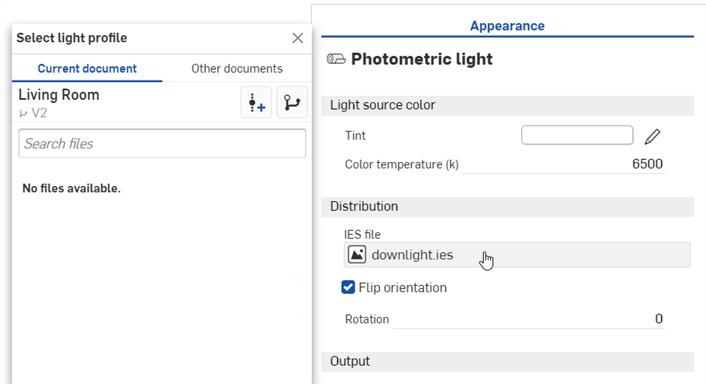 Select light profile
Current document
Other documents
Living Room
V2
Search files
No files available.
Appearance
Photometric light
Light source color
Tint
Color temperature (k)
6500
Distribution
IES file
downlight.ies
Flip orientation
Rotation
0
Output